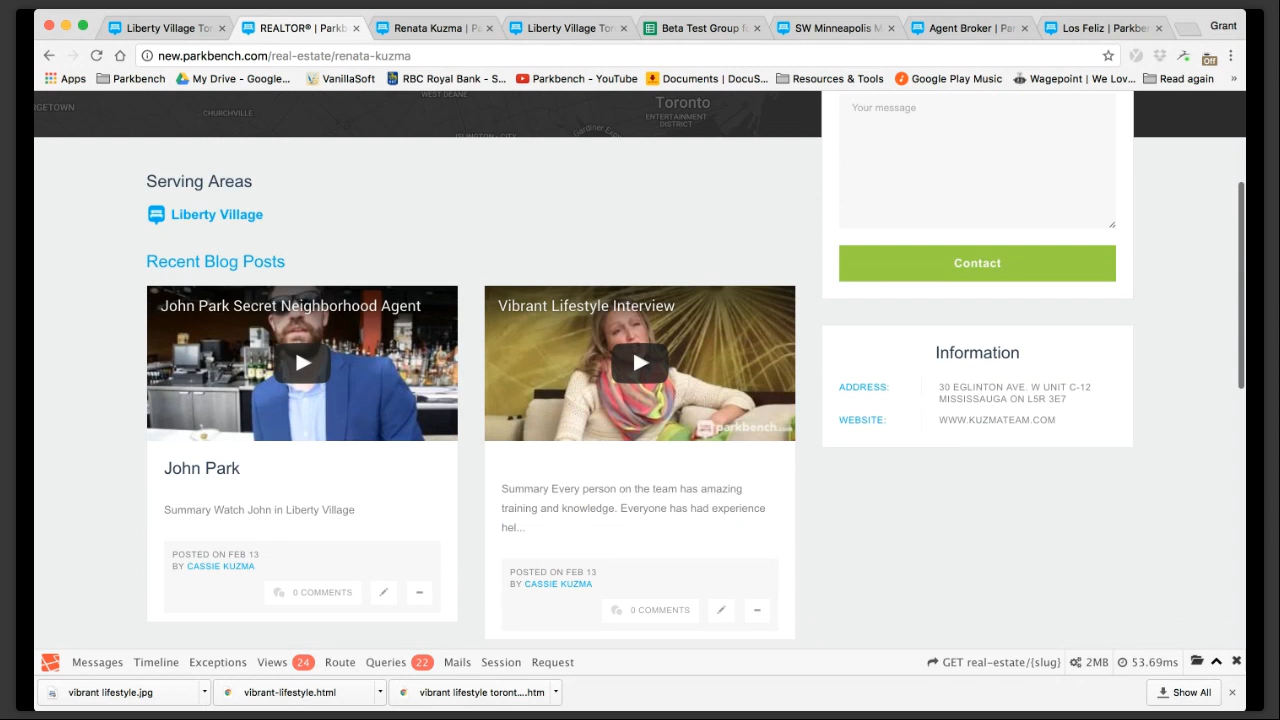 Liberty Village To
REALTOR® | Parkb
Renata Kuzma | Pa
Liberty Village Tor
Beta Test Group fo
SW Minneapolis M
Agent Broker | Par
Los Feliz | Parkben
Grant
new.parkbench.com/real-estate/renata-kuzma
Off
Apps
Parkbench
My Drive - Google...
VanillaSoft
RBC Royal Bank - S...
Parkbench - YouTube
Documents | DocuS...
Resources & Tools
Google Play Music
Wagepoint | We Lov...
Read again
»
RGETOWN
CHURCHVILLE
WEST DEANE
Toronto
ENTERTAINMENT
DISTRICT
ISLINGTON - CITY
Gardiner Exp
Your message
Serving Areas
Liberty Village
Contact
Recent Blog Posts
John Park Secret Neighborhood Agent
Vibrant Lifestyle Interview
parkbench.com
Information
ADDRESS:
30 EGLINTON AVE. W UNIT C-12
MISSISSAUGA ON L5R 3E7
WEBSITE:
WWW.KUZMATEAM.COM
John Park
Summary Watch John in Liberty Village
POSTED ON FEB 13
BY CASSIE KUZMA
0 COMMENTS
Summary Every person on the team has amazing
training and knowledge. Everyone has had experience
hel...
POSTED ON FEB 13
BY CASSIE KUZMA
0 COMMENTS
Messages
Timeline
Exceptions
Views 24
Route
Queries 22
Mails
Session
Request
GET real-estate/{slug}
2MB
53.69ms
vibrant lifestyle.jpg
vibrant-lifestyle.html
vibrant lifestyle toront....htm
Show All